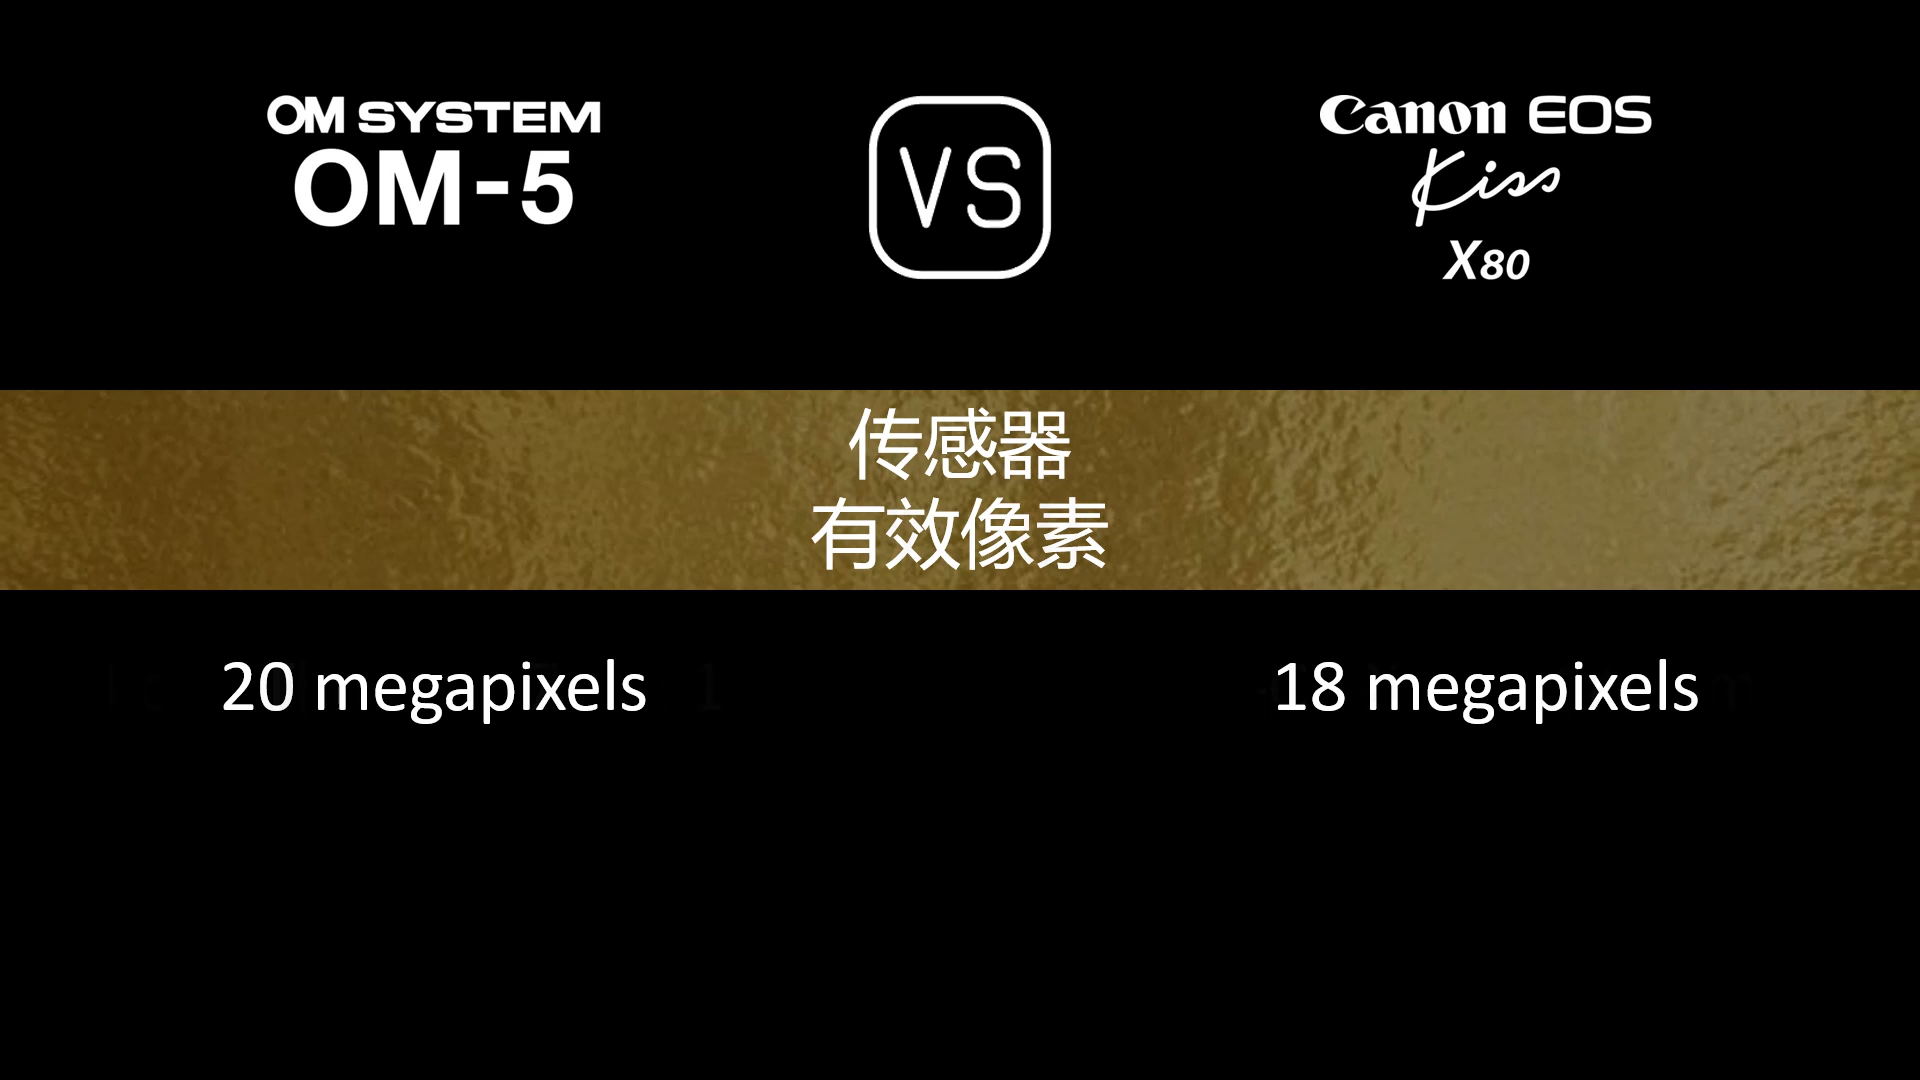 OM SYSTEM
OM-5
VS
Canon EOS
Kiss
X80
传感器
有效像素
20 megapixels
18 megapixels